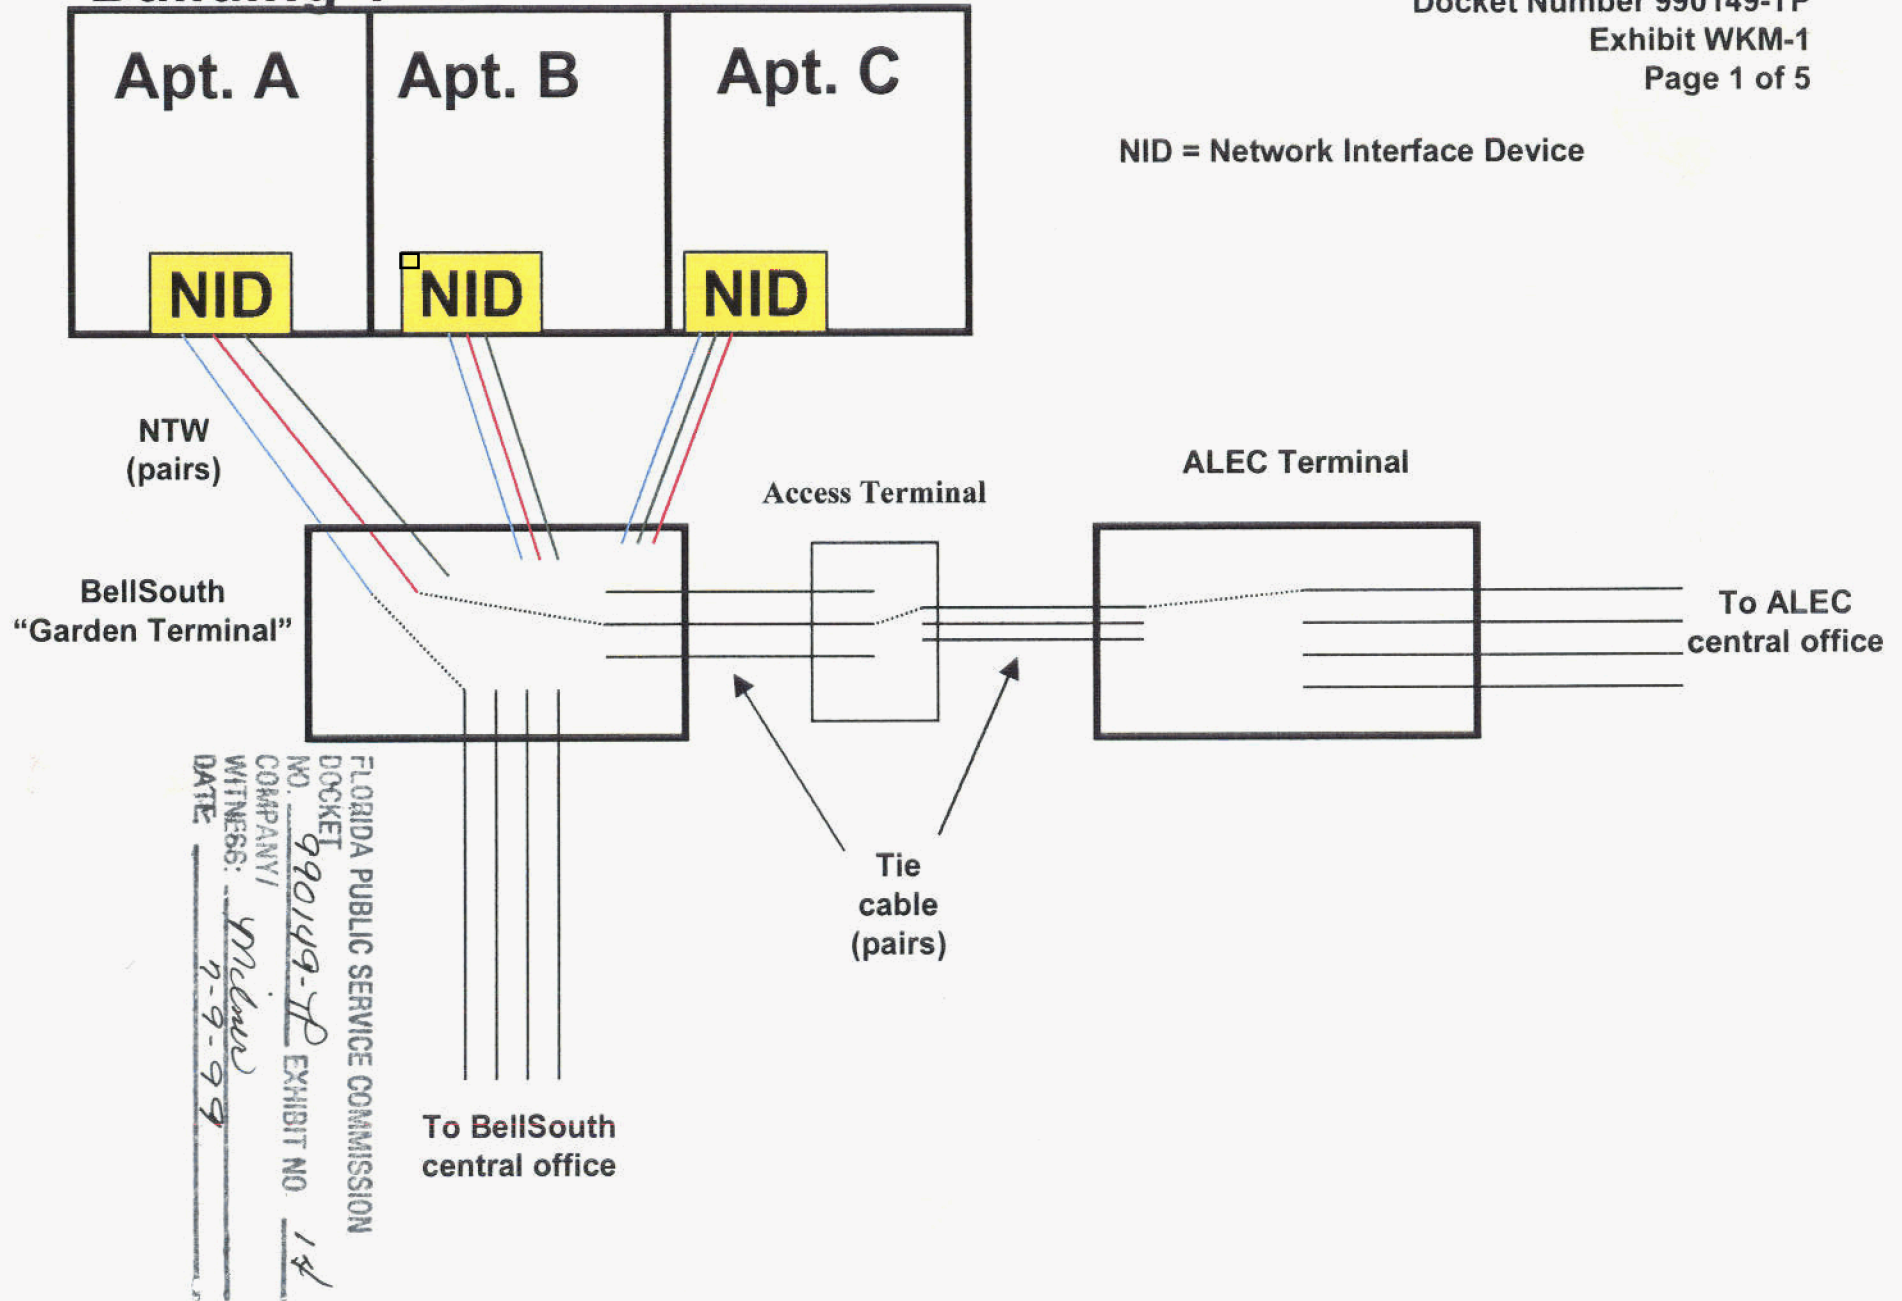 Docket Number 990149-TP
Exhibit WKM-1
Page 1 of 5
Apt. A
Apt. B
Apt. C
NID = Network Interface Device
NID
NID
NID
NTW
(pairs)
BellSouth
“Garden Terminal”
Access Terminal
ALEC Terminal
To ALEC
central office
Tie
cable
(pairs)
To BellSouth
central office
FLORIDA PUBLIC SERVICE COMMISSION
DOCKET
NO. 990149-TP EXHIBIT NO. 14
COMPANY/
WITNESS: Milner
DATE: 7-9-99